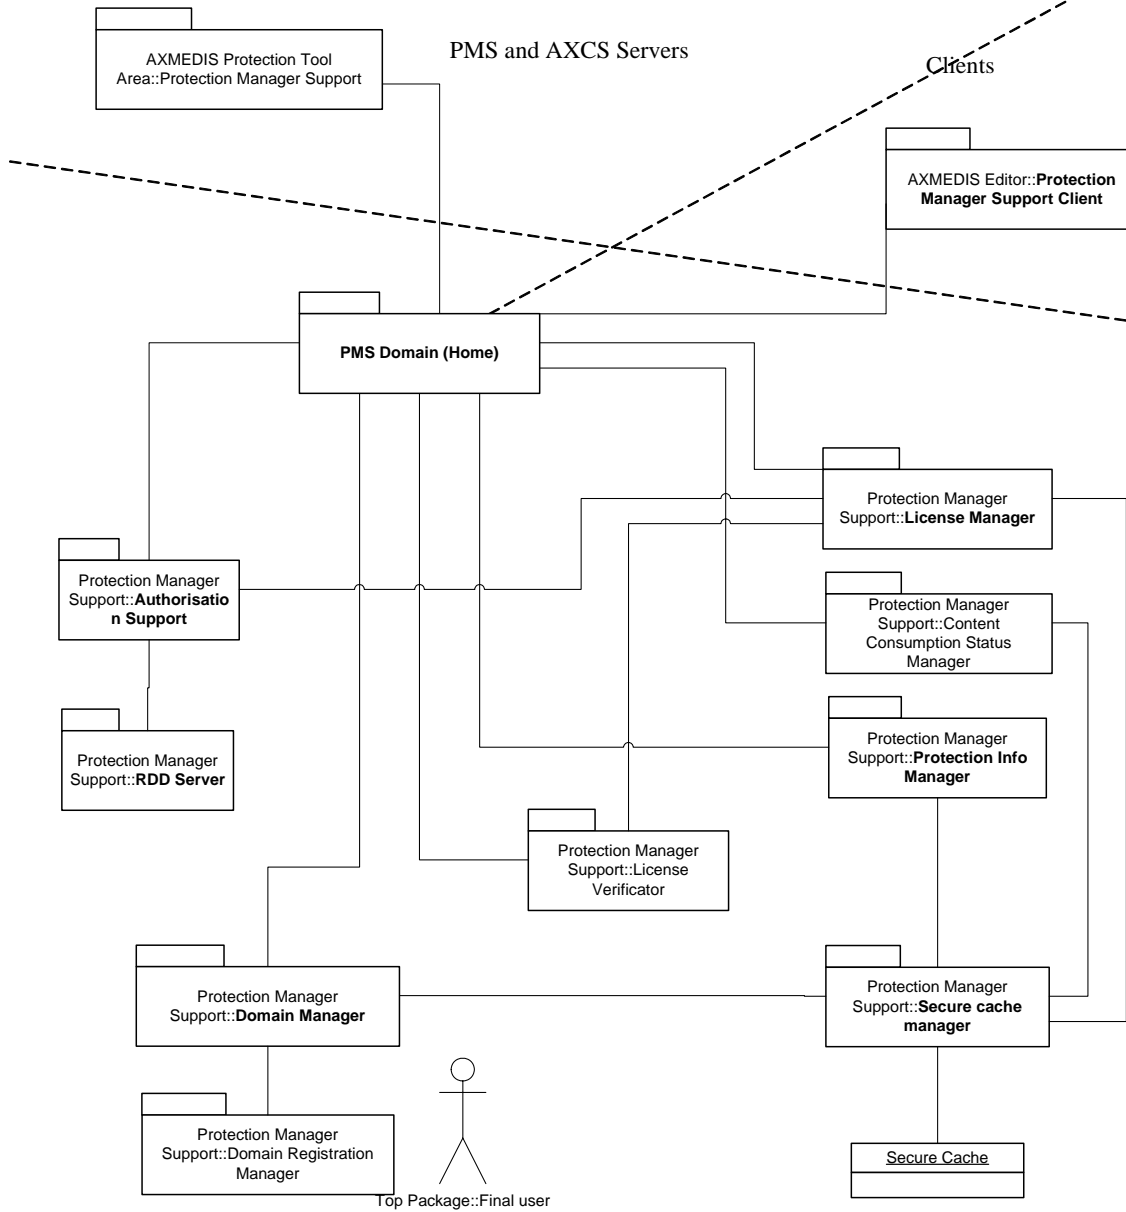 PMS and AXCS Servers
Clients
AXMEDIS Protection Tool
Area::Protection Manager Support
AXMEDIS Editor::Protection
Manager Support Client
PMS Domain (Home)
Protection Manager
Support::License Manager
Protection Manager
Support::Authorisatio
n Support
Protection Manager
Support::Content
Consumption Status
Manager
Protection Manager
Support::RDD Server
Protection Manager
Support::Protection Info
Manager
Protection Manager
Support::License
Verificator
Protection Manager
Support::Domain Manager
Protection Manager
Support::Secure cache
manager
Protection Manager
Support::Domain Registration
Manager
Top Package::Final user
Secure Cache